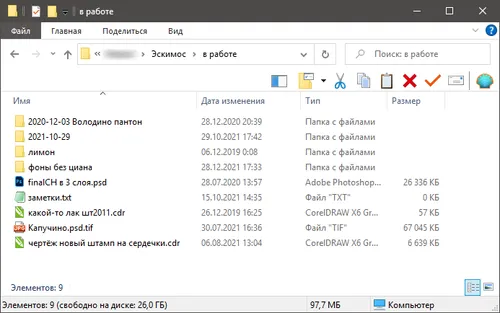 в работе
Файл Главная Поделиться Вид
« Эскимос › в работе
Поиск: в работе
Имя Дата изменения Тип Размер
2020-12-03 Володино пантон 28.12.2020 20:39 Папка с файлами
2021-10-29 29.10.2021 17:42 Папка с файлами
лимон 06.12.2019 0:08 Папка с файлами
фоны без циана 28.12.2021 17:33 Папка с файлами
finalCH в 3 слоя.psd 28.07.2020 13:57 Adobe Photoshop... 26 336 КБ
заметки.txt 15.10.2021 14:35 Файл "TXT" 0 КБ
какой-то лак шт2011.cdr 26.12.2019 16:25 CorelDRAW X6 Gr... 57 КБ
Капучино.psd.tif 30.07.2021 16:36 Файл "TIF" 67 045 КБ
чертёж новый штамп на сердечки.cdr 06.08.2021 13:04 CorelDRAW X6 Gr... 6 639 КБ
Элементов: 9
Элементов: 9 (свободно на диске: 26,0 ГБ) 97,7 МБ Компьютер